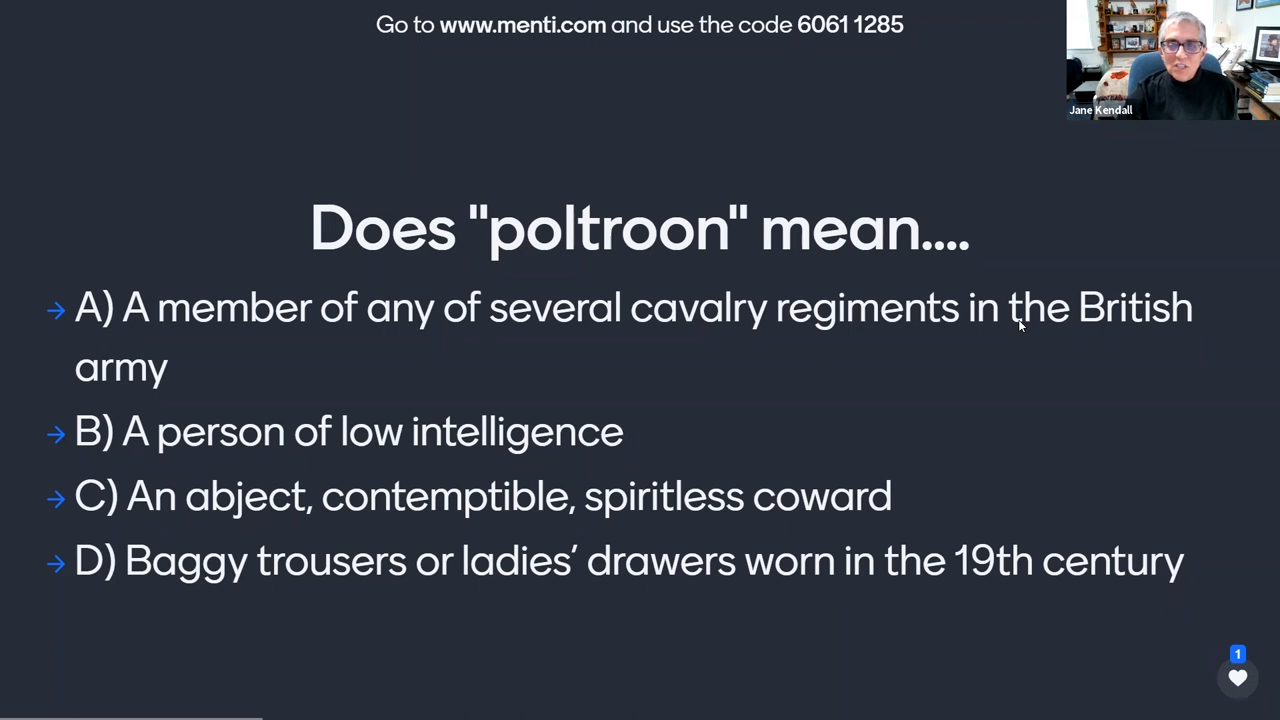 Go to www.menti.com and use the code 6061 1285
Jane Kendall
Does "poltroon" mean....
A) A member of any of several cavalry regiments in the British
army
B) A person of low intelligence
C) An abject, contemptible, spiritless coward
D) Baggy trousers or ladies’ drawers worn in the 19th century
1